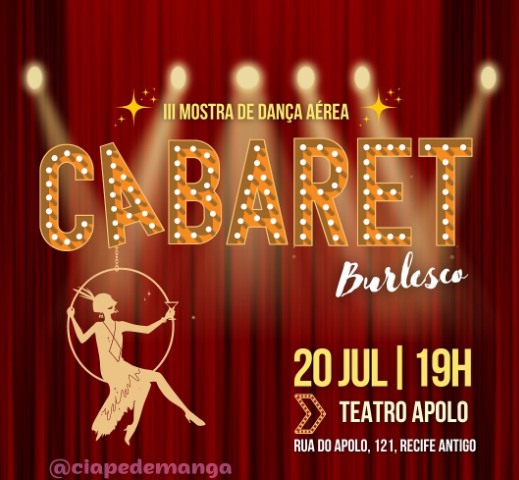 III MOSTRA DE DANÇA AÉREA
CABARET
Burlesco
20 JUL | 19H
TEATRO APOLO
RUA DO APOLO, 121, RECIFE ANTIGO
@ciapedemanga